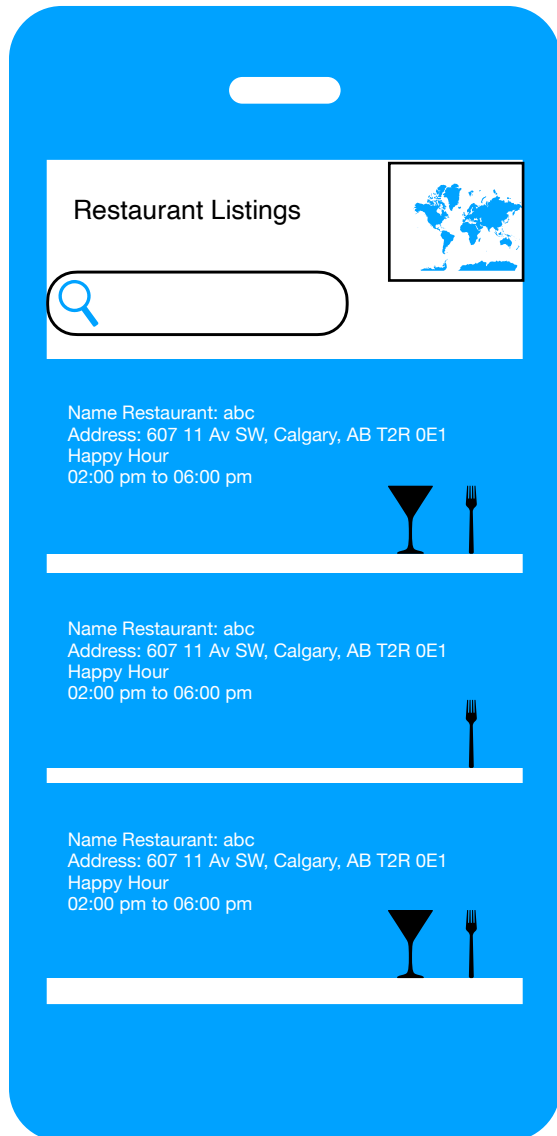 Restaurant Listings
Name Restaurant: abc
Address: 607 11 Av SW, Calgary, AB T2R 0E1
Happy Hour
02:00 pm to 06:00 pm
Name Restaurant: abc
Address: 607 11 Av SW, Calgary, AB T2R 0E1
Happy Hour
02:00 pm to 06:00 pm
Name Restaurant: abc
Address: 607 11 Av SW, Calgary, AB T2R 0E1
Happy Hour
02:00 pm to 06:00 pm